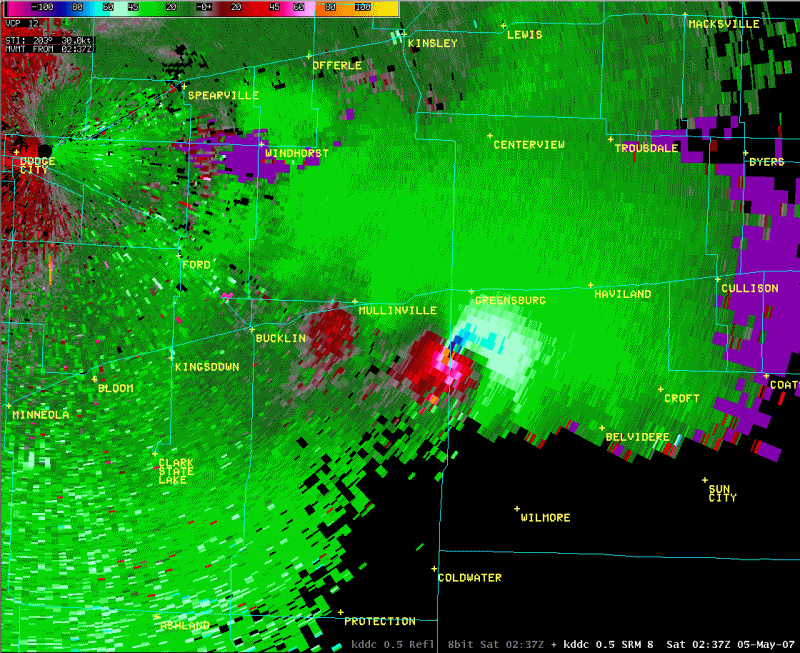 -100 80 60 45 20 -0+ 20 45 60 80 100
VCP 12
STI: 203° 30.0kt
MVMT FROM 02:37Z
MACKSVILLE
LEWIS
KINSLEY
OFFERLE
SPEARVILLE
CENTERVIEW
TROUSDALE
WINDHORST
BYERS
DODGE
CITY
FORD
CULLISON
HAVILAND
GREENSBURG
MULLINVILLE
BUCKLIN
KINGSDOWN
COATS
BLOOM
CROFT
MINNEOLA
BELVIDERE
CLARK
STATE
LAKE
SUN
CITY
WILMORE
COLDWATER
PROTECTION
ASHLAND
kddc 0.5 Refl 8bit Sat 02:37Z + kddc 0.5 SRM 8 Sat 02:37Z 05-May-07